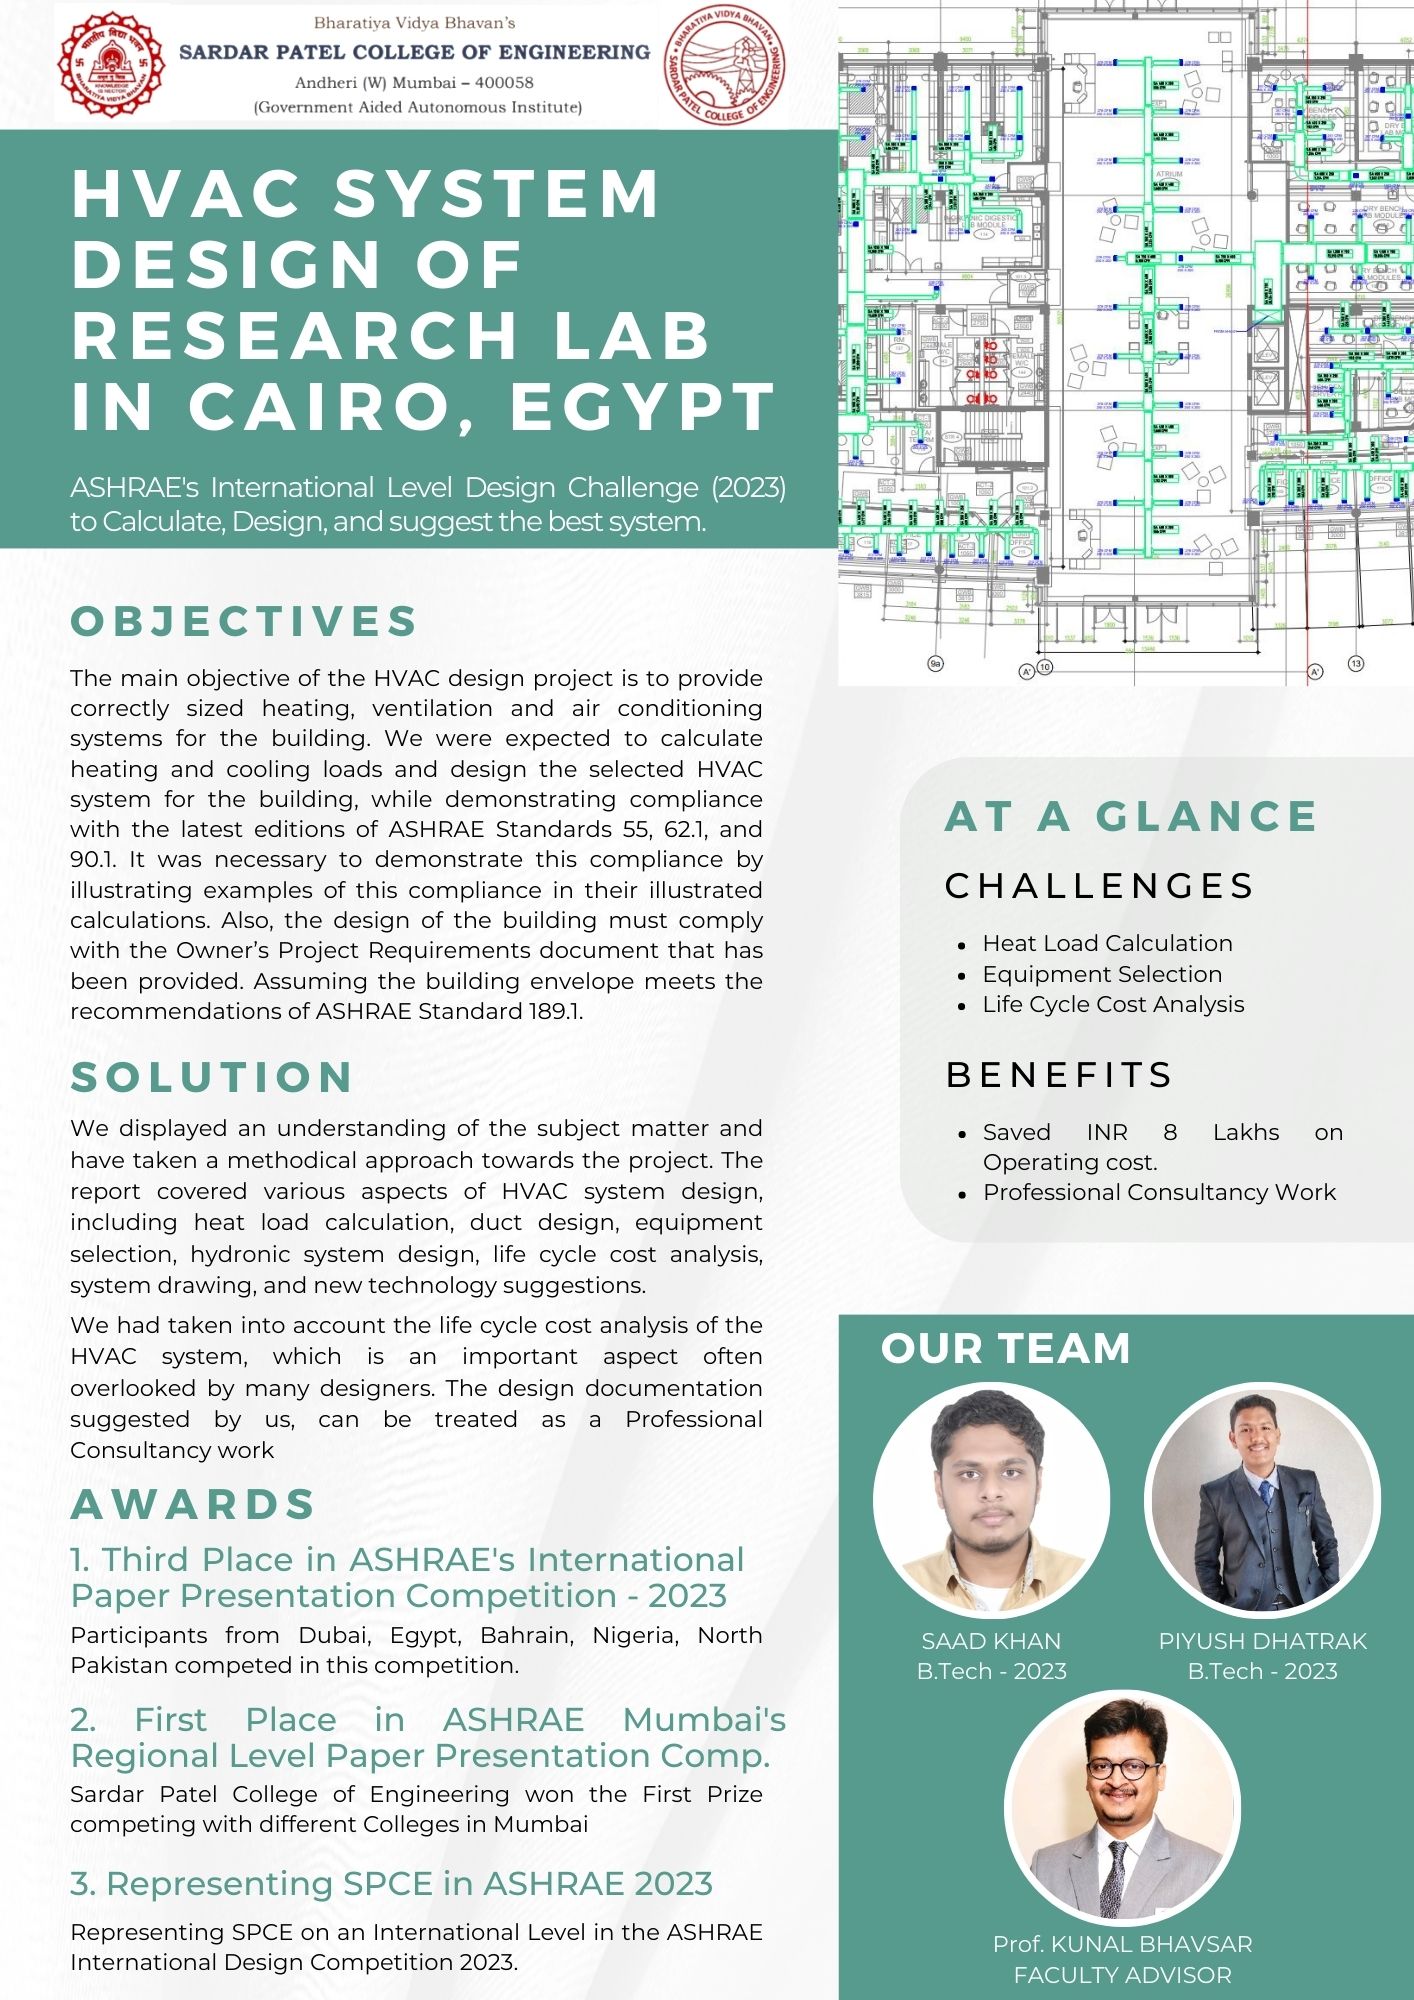 Bharatiya Vidya Bhavan's
SARDAR PATEL COLLEGE OF ENGINEERING
Andheri (W) Mumbai – 400058
(Government Aided Autonomous Institute)
HVAC SYSTEM
DESIGN OF
RESEARCH LAB
IN CAIRO, EGYPT
ASHRAE's International Level Design Challenge (2023)
to Calculate, Design, and suggest the best system.
OBJECTIVES
The main objective of the HVAC design project is to provide
correctly sized heating, ventilation and air conditioning
systems for the building. We were expected to calculate
heating and cooling loads and design the selected HVAC
system for the building, while demonstrating compliance
with the latest editions of ASHRAE Standards 55, 62.1, and
90.1. It was necessary to demonstrate this compliance by
illustrating examples of this compliance in their illustrated
calculations. Also, the design of the building must comply
with the Owner's Project Requirements document that has
been provided. Assuming the building envelope meets the
recommendations of ASHRAE Standard 189.1.
SOLUTION
We displayed an understanding of the subject matter and
have taken a methodical approach towards the project. The
report covered various aspects of HVAC system design,
including heat load calculation, duct design, equipment
selection, hydronic system design, life cycle cost analysis,
system drawing, and new technology suggestions.
We had taken into account the life cycle cost analysis of the
HVAC system, which is an important aspect often
overlooked by many designers. The design documentation
suggested by us, can be treated as a Professional
Consultancy work
AWARDS
1. Third Place in ASHRAE's International
Paper Presentation Competition - 2023
Participants from Dubai, Egypt, Bahrain, Nigeria, North
Pakistan competed in this competition.
2. First Place in ASHRAE Mumbai's
Regional Level Paper Presentation Comp.
Sardar Patel College of Engineering won the First Prize
competing with different Colleges in Mumbai
3. Representing SPCE in ASHRAE 2023
Representing SPCE on an International Level in the ASHRAE
International Design Competition 2023.
ATRIUM
9a
A'
10
A'
13
AT A GLANCE
CHALLENGES
• Heat Load Calculation
• Equipment Selection
• Life Cycle Cost Analysis
BENEFITS
• Saved INR 8 Lakhs on
Operating cost.
• Professional Consultancy Work
OUR TEAM
SAAD KHAN
B.Tech - 2023
PIYUSH DHATRAK
B.Tech - 2023
Prof. KUNAL BHAVSAR
FACULTY ADVISOR